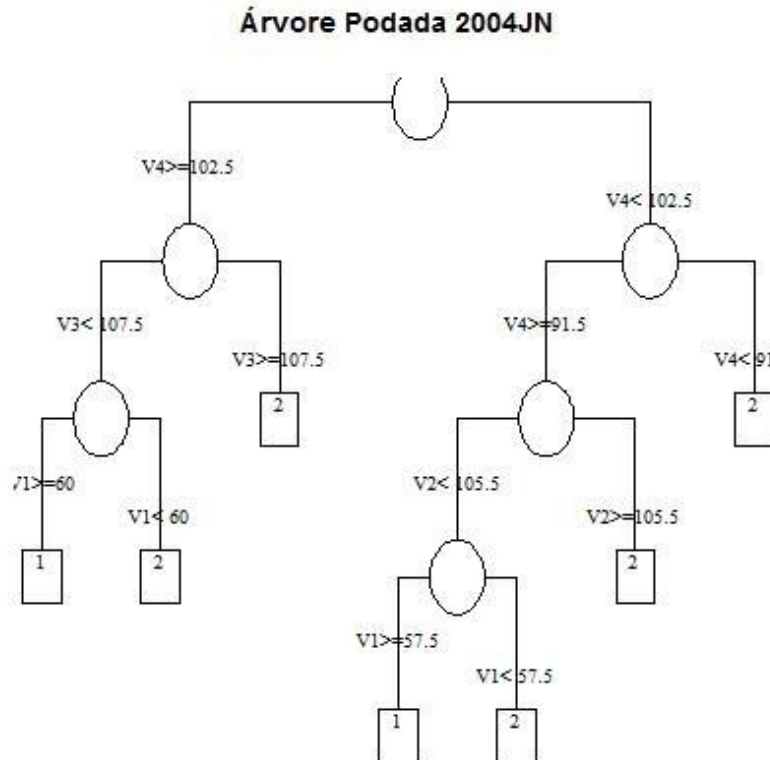 Árvore Podada 2004JN
V4>=102.5
V4< 102.5
V3< 107.5
V4>=91.5
V3>=107.5
V4< 91
2
2
V1>=60
V2< 105.5
V1< 60
V2>=105.5
1
2
2
V1>=57.5
V1< 57.5
1
2